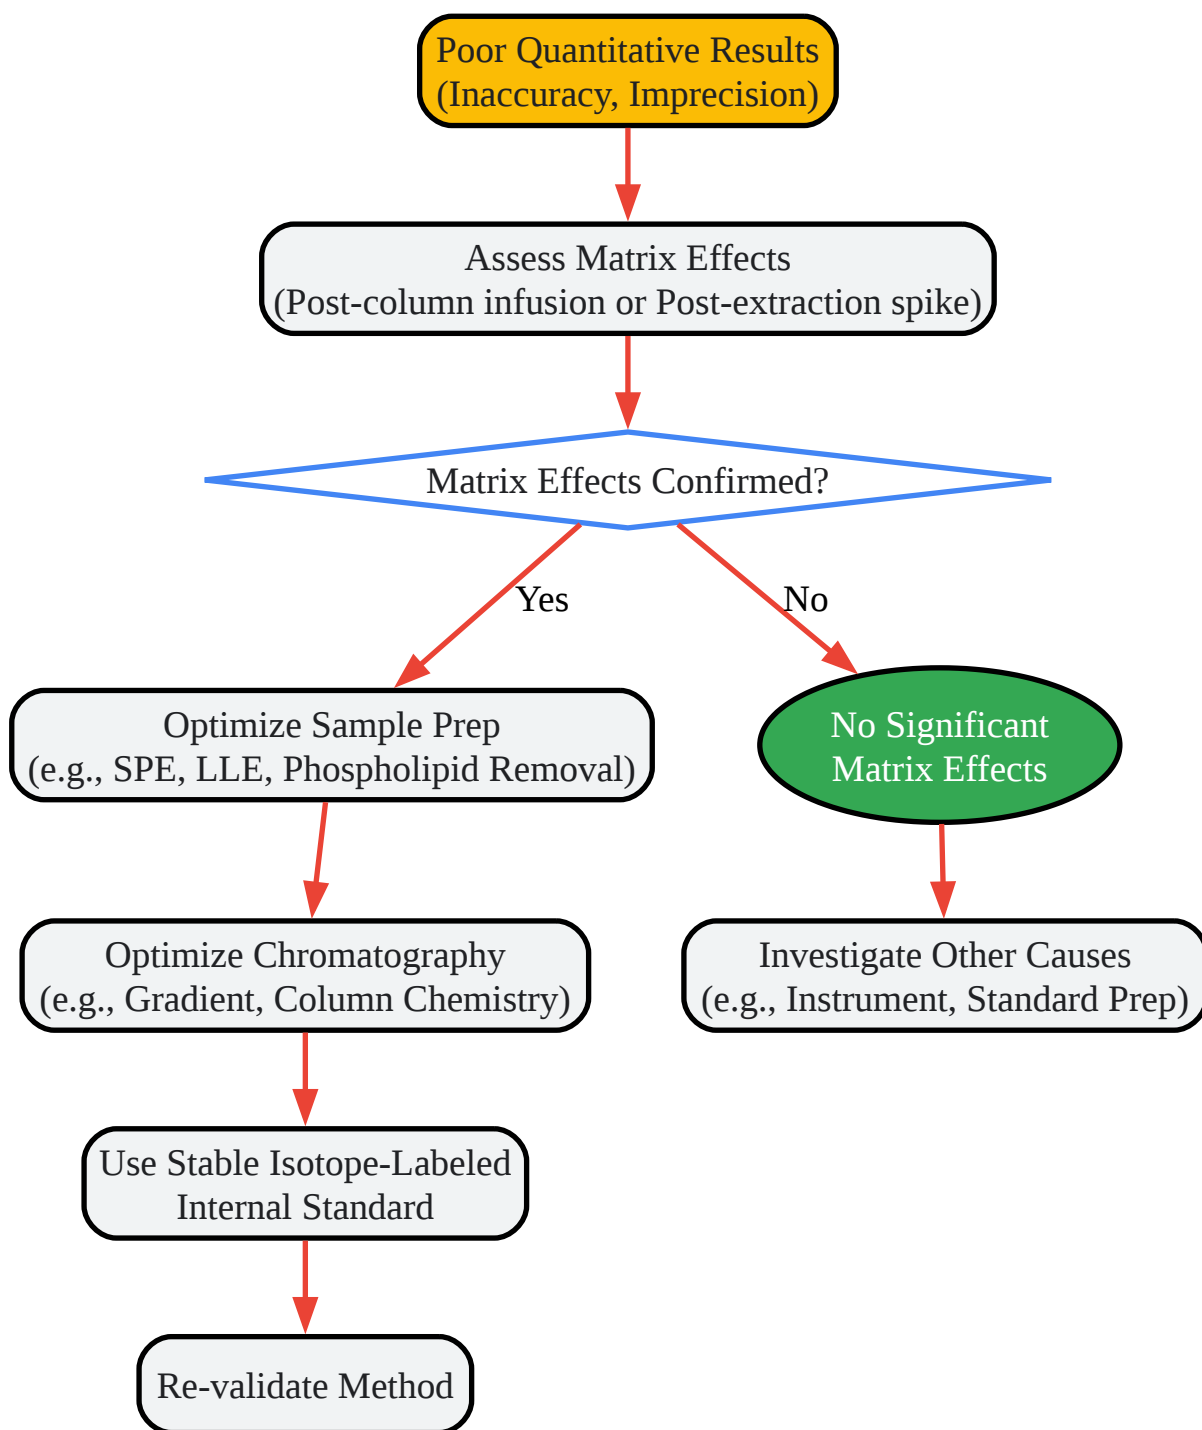 Poor Quantitative Results
(Inaccuracy, Imprecision)
Assess Matrix Effects
(Post-column infusion or Post-extraction spike)
Matrix Effects Confirmed?
Yes
No
Optimize Sample Prep
(e.g., SPE, LLE, Phospholipid Removal)
No Significant
Matrix Effects
Optimize Chromatography
(e.g., Gradient, Column Chemistry)
Investigate Other Causes
(e.g., Instrument, Standard Prep)
Use Stable Isotope-Labeled
Internal Standard
Re-validate Method